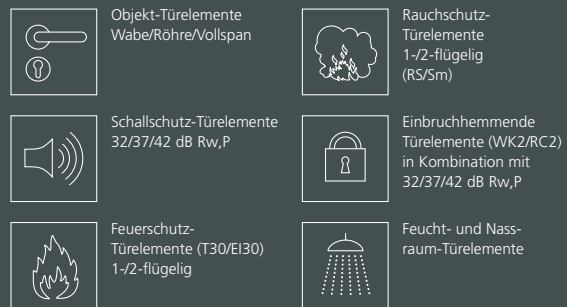 Objekt-Türelemente
Wabe/Röhre/Vollspan
Rauchschutz-
Türelemente
1-/2-flügelig
(RS/Sm)
Schallschutz-Türelemente
32/37/42 dB Rw,P
Einbruchhemmende
Türelemente (WK2/RC2)
in Kombination mit
32/37/42 dB Rw,P
Feuerschutz-
Türelemente (T30/EI30)
1-/2-flügelig
Feucht- und Nass-
raum-Türelemente